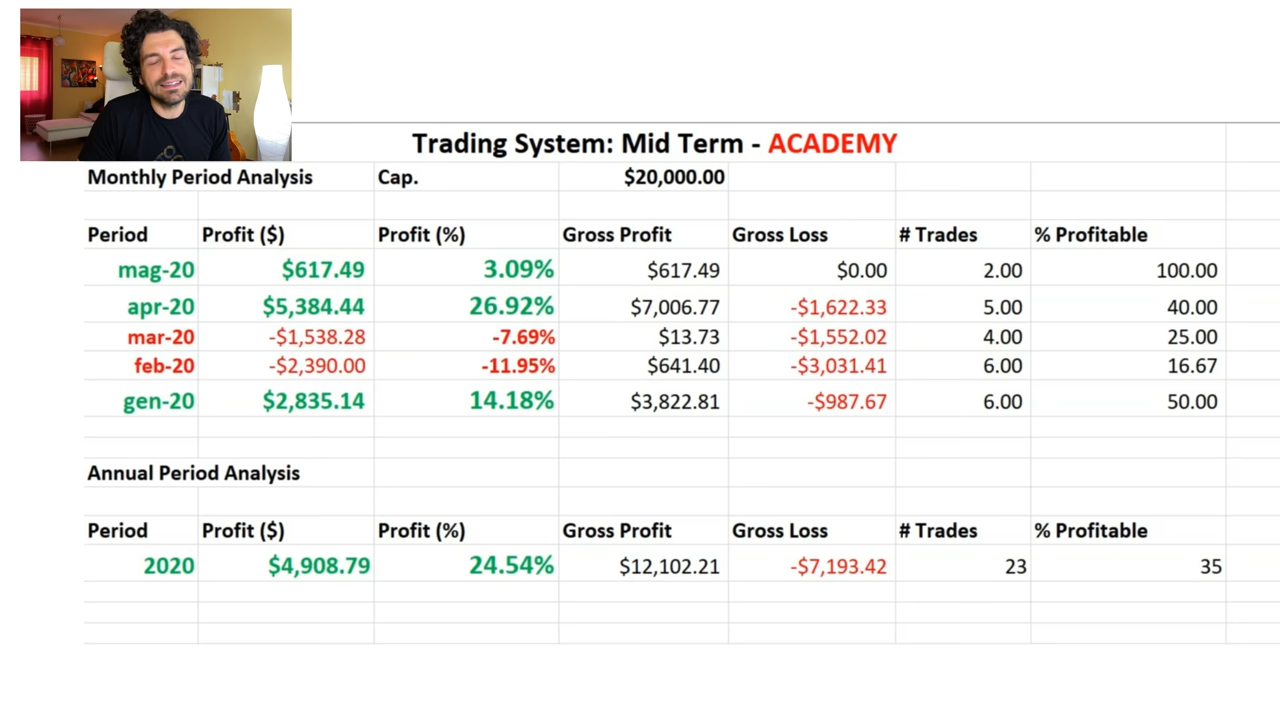 Trading System: Mid Term - ACADEMY
Monthly Period Analysis Cap. $20,000.00
Period Profit ($) Profit (%) Gross Profit Gross Loss # Trades % Profitable
mag-20 $617.49 3.09% $617.49 $0.00 2.00 100.00
apr-20 $5,384.44 26.92% $7,006.77 -$1,622.33 5.00 40.00
mar-20 -$1,538.28 -7.69% $13.73 -$1,552.02 4.00 25.00
feb-20 -$2,390.00 -11.95% $641.40 -$3,031.41 6.00 16.67
gen-20 $2,835.14 14.18% $3,822.81 -$987.67 6.00 50.00
Annual Period Analysis
Period Profit ($) Profit (%) Gross Profit Gross Loss # Trades % Profitable
2020 $4,908.79 24.54% $12,102.21 -$7,193.42 23 35